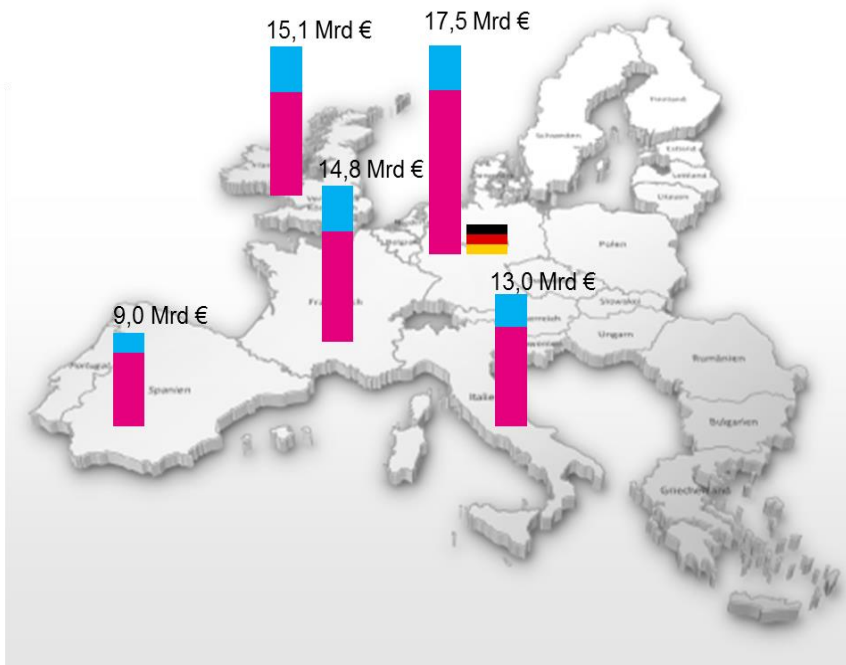 15,1 Mrd €
17,5 Mrd €
14,8 Mrd €
13,0 Mrd €
9,0 Mrd €
Finnland
Schweden
Estland
Lettland
Litauen
Polen
Slowakei
Ungarn
Rumänien
Bulgarien
Griechenland
Portugal
Spanien